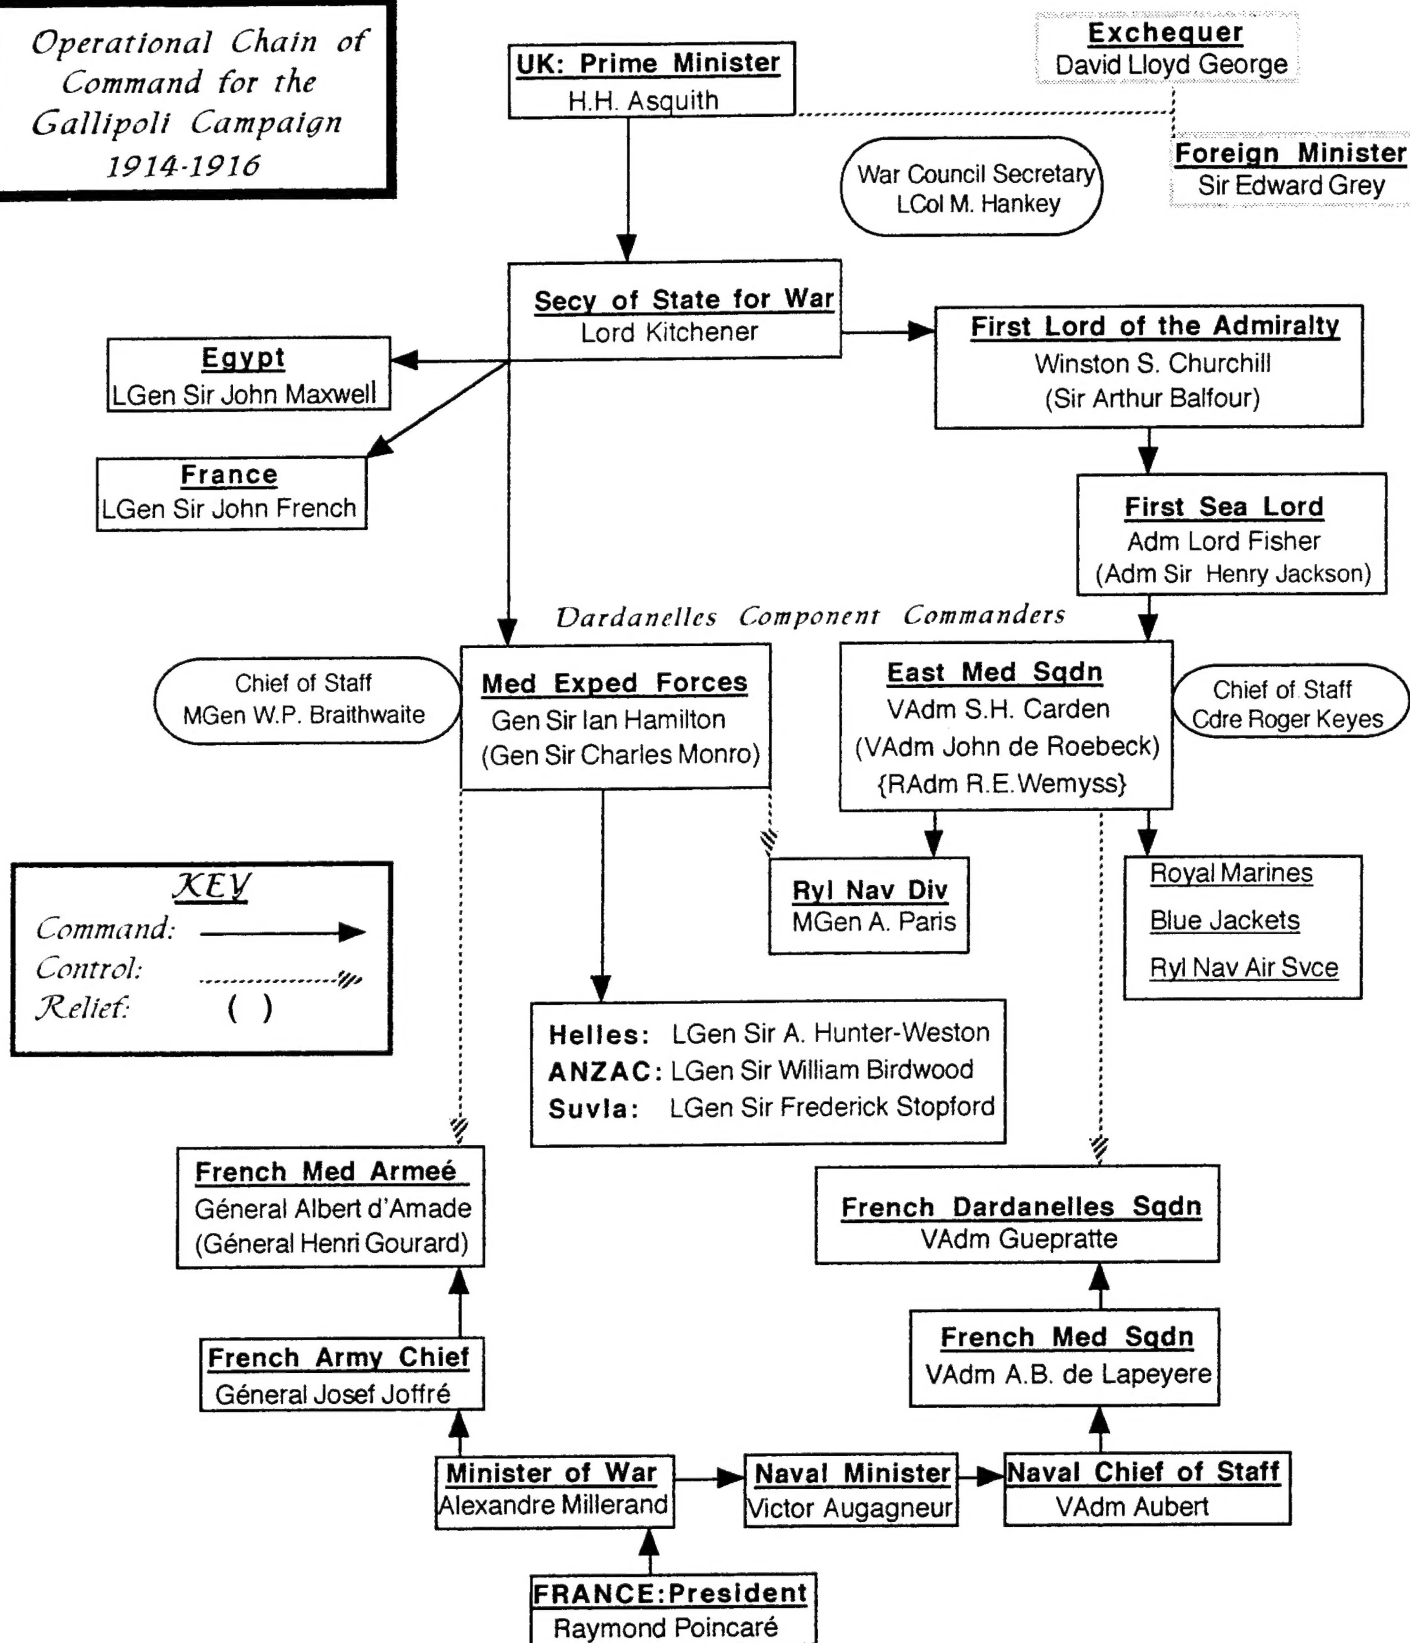 Operational Chain of
Command for the
Gallipoli Campaign
1914-1916
UK: Prime Minister
H.H. Asquith
Exchequer
David Lloyd George
Foreign Minister
Sir Edward Grey
War Council Secretary
LCol M. Hankey
Secy of State for War
Lord Kitchener
First Lord of the Admiralty
Winston S. Churchill
(Sir Arthur Balfour)
Egypt
LGen Sir John Maxwell
France
LGen Sir John French
First Sea Lord
Adm Lord Fisher
(Adm Sir Henry Jackson)
Dardanelles Component Commanders
Chief of Staff
MGen W.P. Braithwaite
Med Exped Forces
Gen Sir Ian Hamilton
(Gen Sir Charles Monro)
East Med Sqdn
VAdm S.H. Carden
(VAdm John de Roebeck)
{RAdm R.E.Wemyss}
Chief of Staff
Cdre Roger Keyes
KEY
Command:
Control:
Relief: ( )
Ryl Nav Div
MGen A. Paris
Royal Marines
Blue Jackets
Ryl Nav Air Svce
Helles: LGen Sir A. Hunter-Weston
ANZAC: LGen Sir William Birdwood
Suvla: LGen Sir Frederick Stopford
French Med Armeé
Géneral Albert d'Amade
(Géneral Henri Gourard)
French Dardanelles Sqdn
VAdm Guepratte
French Army Chief
Géneral Josef Joffré
French Med Sqdn
VAdm A.B. de Lapeyere
Minister of War
Alexandre Millerand
Naval Minister
Victor Augagneur
Naval Chief of Staff
VAdm Aubert
FRANCE:President
Raymond Poincaré